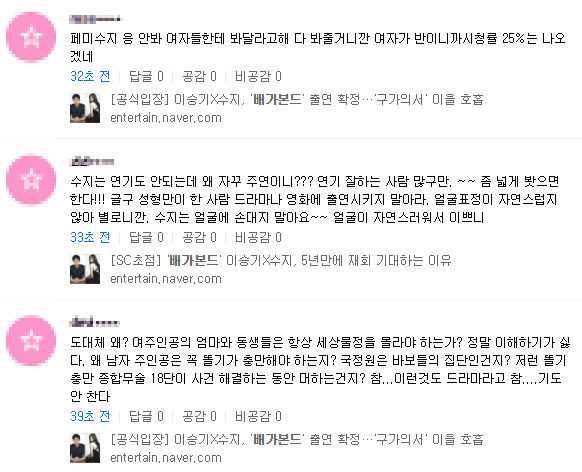 페미수지 응 안봐 여자들한테 봐달라고해 다 봐줄거니깐 여자가 반이니까시청률 25%는 나오
겠네
32초 전 답글 0 공감 0 비공감 0
[공식입장] 이승기X수지, '배가본드' 출연 확정…'구가의서' 이을 호흡
entertain.naver.com
수지는 연기도 안되는데 왜 자꾸 주연이니??? 연기 잘하는 사람 많구만. ~~ 좀 넓게 봣으면
한다!!! 글구 성형만이 한 사람 드라마나 영화에 출연시키지 말아라. 얼굴표정이 자연스럽지
않아 별로니깐. 수지는 얼굴에 손대지 말아요~~ 얼굴이 자연스러워서 이쁘니
33초 전 답글 0 공감 0 비공감 0
[SC초점] '배가본드' 이승기X수지, 5년만에 재회 기대하는 이유
entertain.naver.com
도대체 왜? 여주인공의 엄마와 동생들은 항상 세상물정을 몰라야 하는가? 정말 이해하기가 싫
다. 왜 남자 주인공은 꼭 똘기가 충만해야 하는지? 국정원은 바보들의 집단인건지? 저런 똘기
충만 종합무술 18단이 사건 해결하는 동안 머하는건지? 참...이런것도 드라마라고 참....기도
안 찬다
39초 전 답글 0 공감 0 비공감 0
[공식입장] 이승기X수지, '배가본드' 출연 확정…'구가의서' 이을 호흡
entertain.naver.com